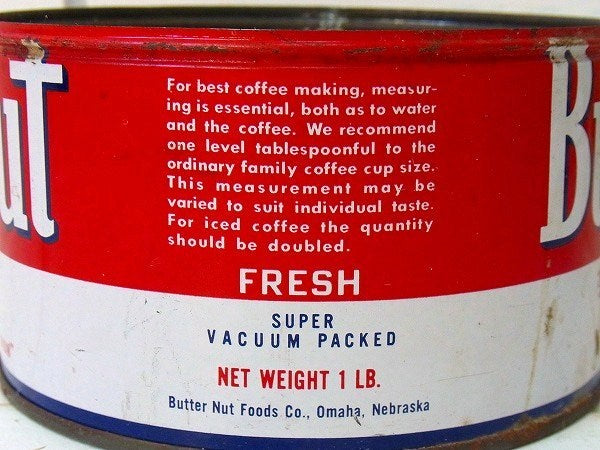 ut
For best coffee making, measur-
ing is essential, both as to water
and the coffee. We recommend
one level tablespoonful to the
ordinary family coffee cup size.
This measurement may be
varied to suit individual taste.
For iced coffee the quantity
should be doubled.
Bu
FRESH
SUPER
VACUUM PACKED
NET WEIGHT 1 LB.
Butter Nut Foods Co., Omaha, Nebraska